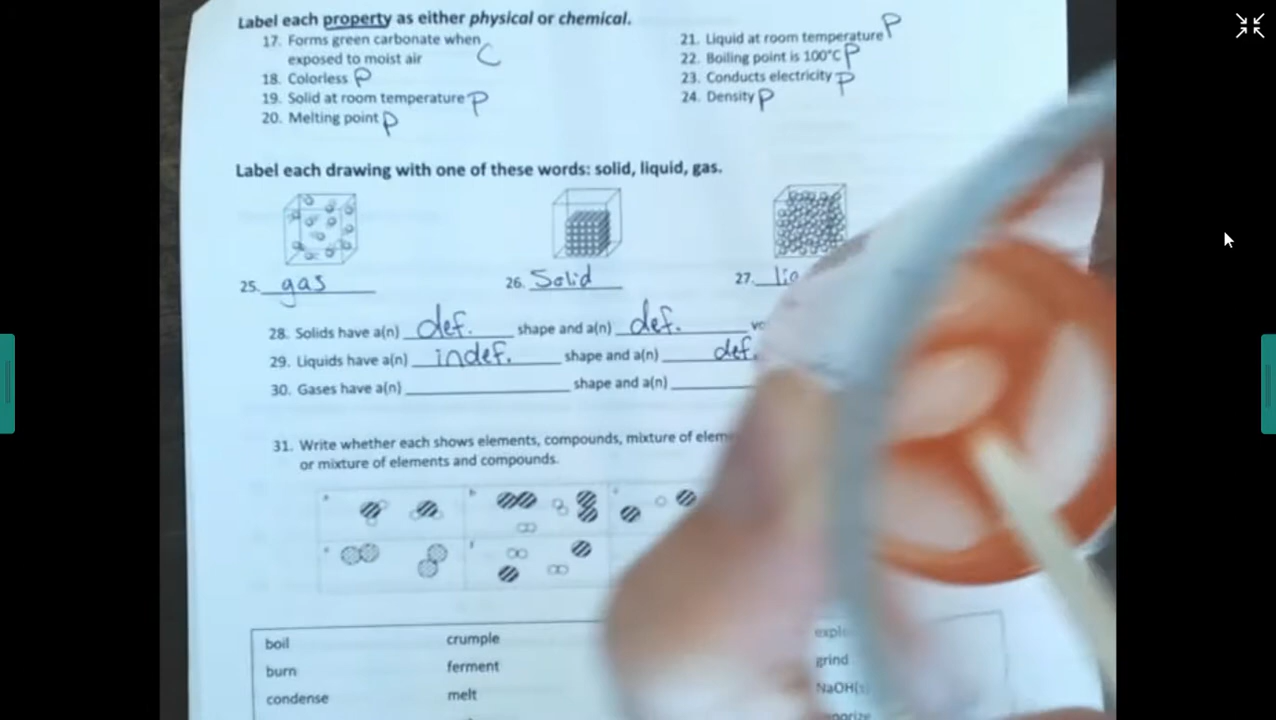 Label each property as either physical or chemical.
17. Forms green carbonate when
exposed to moist air C
18. Colorless P
19. Solid at room temperature P
20. Melting point P
21. Liquid at room temperature P
22. Boiling point is 100°C P
23. Conducts electricity P
24. Density P
Label each drawing with one of these words: solid, liquid, gas.
25. gas
26. Solid
27.
28. Solids have a(n) def. shape and a(n) def.
29. Liquids have a(n) indef. shape and a(n) def.
30. Gases have a(n) shape and a(n)
31. Write whether each shows elements, compounds, mixture of
or mixture of elements and compounds.
boil crumple
burn ferment grind
condense melt